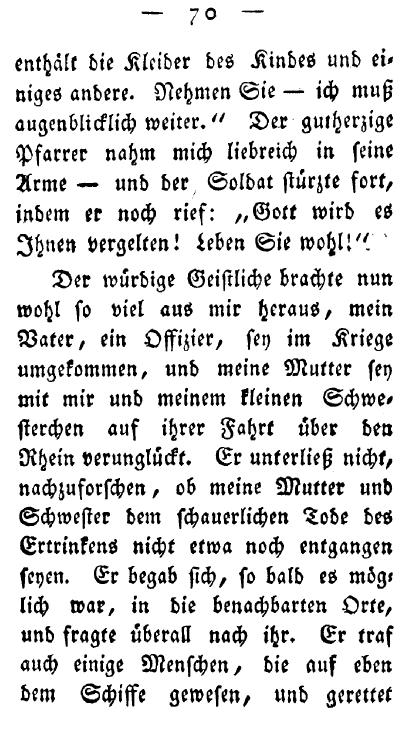 — 70 —
enthält die Kleider des Kindes und ei-
niges andere. Nehmen Sie — ich muß
augenblicklich weiter.“ Der gutherzige
Pfarrer nahm mich liebreich in seine
Arme — und der Soldat stürzte fort,
indem er noch rief: „Gott wird es
Ihnen vergelten! Leben Sie wohl!“
Der würdige Geistliche brachte nun
wohl so viel aus mir heraus, mein
Vater, ein Offizier, sey im Kriege
umgekommen, und meine Mutter sey
mit mir und meinem kleinen Schwe-
sterchen auf ihrer Fahrt über den
Rhein verunglückt. Er unterließ nicht,
nachzuforschen, ob meine Mutter und
Schwester dem schauerlichen Tode des
Ertrinkens nicht etwa noch entgangen
seyen. Er begab sich, so bald es mög-
lich war, in die benachbarten Orte,
und fragte überall nach ihr. Er traf
auch einige Menschen, die auf eben
dem Schiffe gewesen, und gerettet